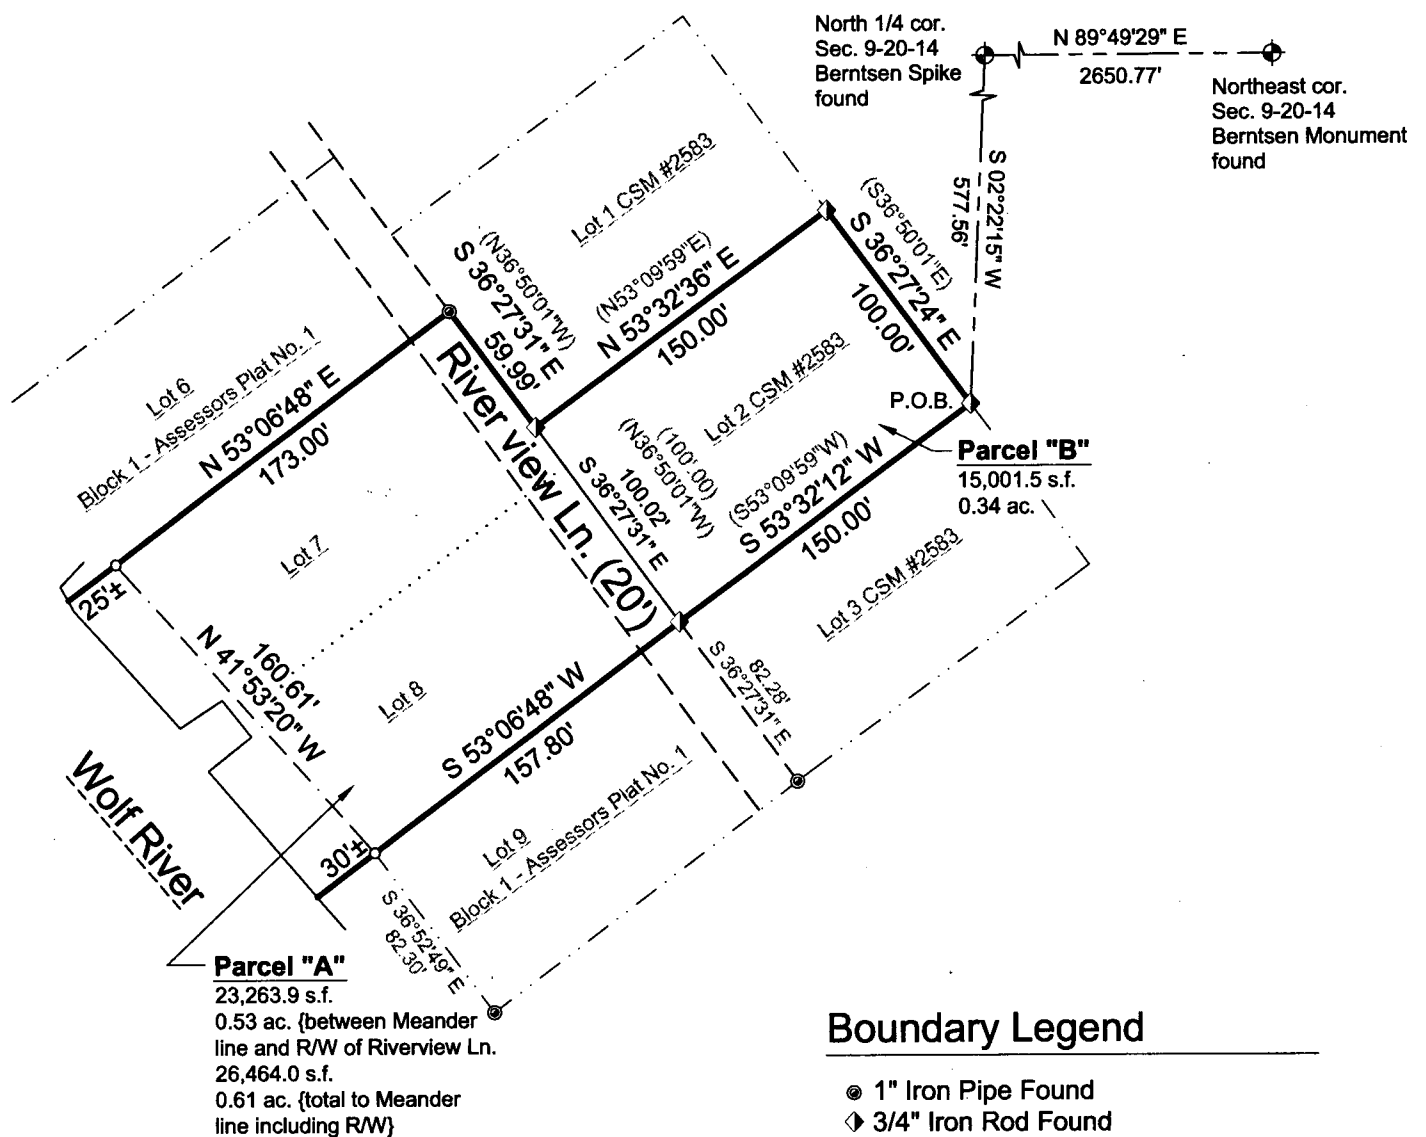 North 1/4 cor.
Sec. 9-20-14
Berntsen Spike
found
N 89°49'29" E
2650.77'
Northeast cor.
Sec. 9-20-14
Berntsen Monument
found
S 02°22'15" W
577.56'
Lot 1 CSM #2583
(S36°50'01"E)
S 36°27'24" E
100.00'
(N36°50'01"W)
S 36°27'31" E
59.99'
(N53°09'59"E)
N 53°32'36" E
150.00'
Lot 6
Block 1 - Assessors Plat No. 1
N 53°06'48" E
173.00'
River view Ln. (20')
Lot 2 CSM #2583
P.O.B.
Parcel "B"
15,001.5 s.f.
0.34 ac.
(100'.00)
(N36°50'01"W)
100.02'
S 36°27'31" E
(S53°09'59"W)
S 53°32'12" W
150.00'
Lot 3 CSM #2583
Lot 7
25'±
160.61'
N 41°53'20" W
Lot 8
S 53°06'48" W
157.80'
82.28'
S 36°27'31" E
Wolf River
30'±
Lot 9
Block 1 - Assessors Plat No. 1
S 36°52'49" E
82.30'
Parcel "A"
23,263.9 s.f.
0.53 ac. {between Meander
line and R/W of Riverview Ln.
26,464.0 s.f.
0.61 ac. {total to Meander
line including R/W}
Boundary Legend
1" Iron Pipe Found
3/4" Iron Rod Found